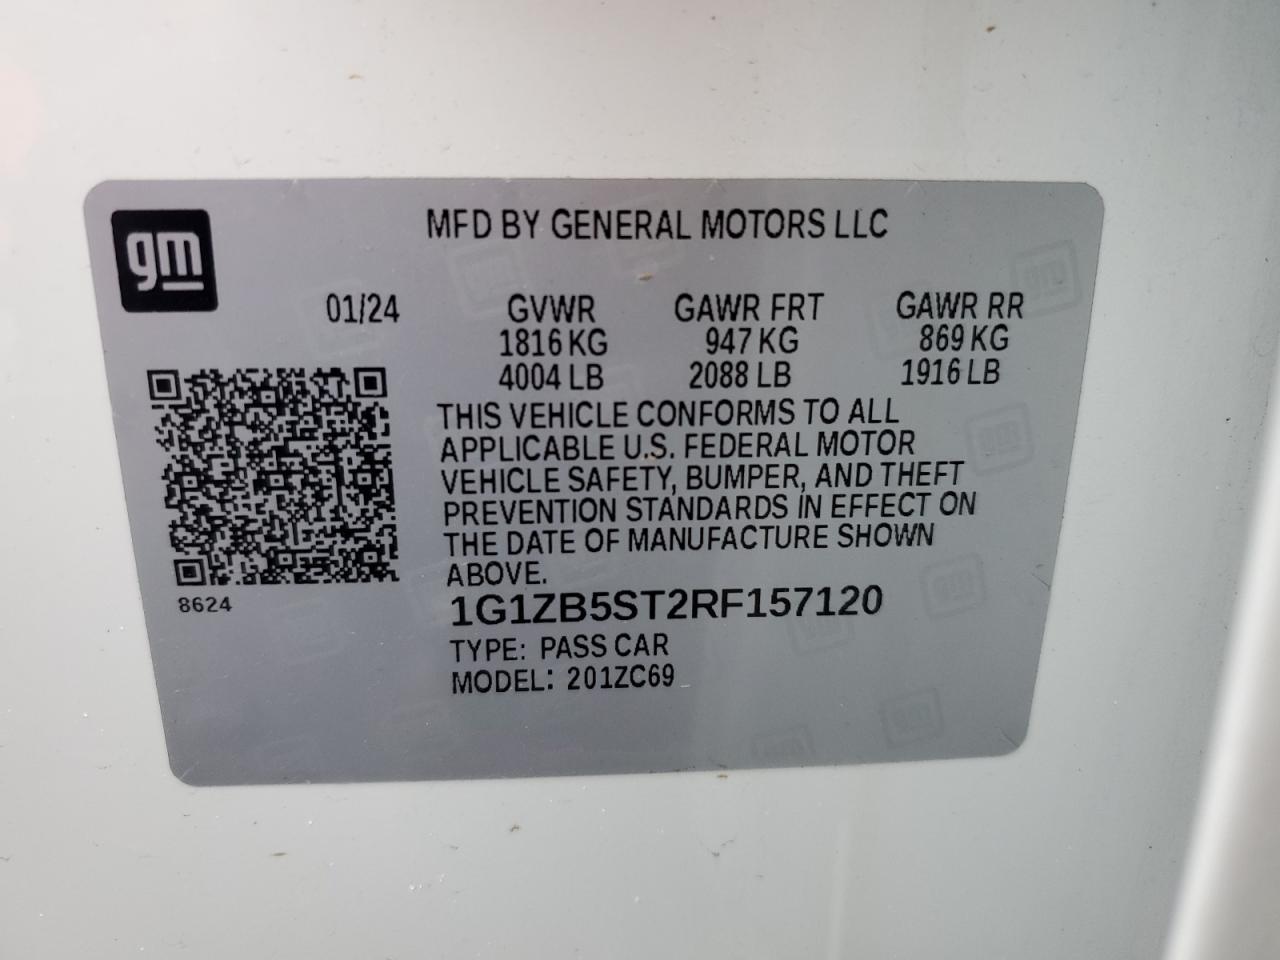 gm
MFD BY GENERAL MOTORS LLC
01/24 GVWR GAWR FRT GAWR RR
1816 KG 947 KG 869 KG
4004 LB 2088 LB 1916 LB
THIS VEHICLE CONFORMS TO ALL
APPLICABLE U.S. FEDERAL MOTOR
VEHICLE SAFETY, BUMPER, AND THEFT
PREVENTION STANDARDS IN EFFECT ON
THE DATE OF MANUFACTURE SHOWN
ABOVE.
8624
1G1ZB5ST2RF157120
TYPE: PASS CAR
MODEL: 201ZC69